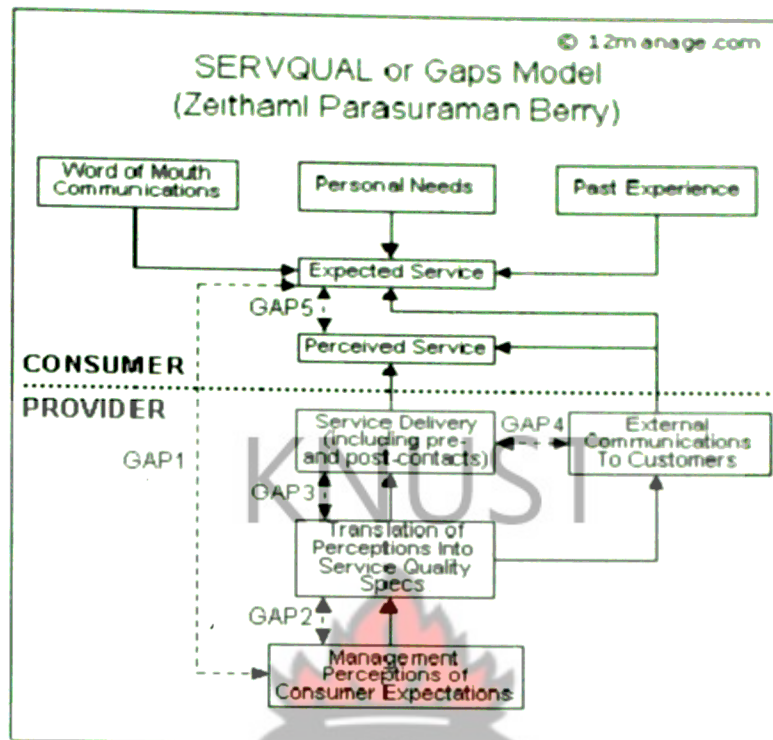 © 12manage.com
SERVQUAL or Gaps Model
(Zeithaml Parasuraman Berry)
Word of Mouth
Communications
Personal Needs
Past Experience
Expected Service
GAP5
Perceived Service
CONSUMER
PROVIDER
GAP1
Service Delivery
(including pre-
and post-contacts)
GAP4
External
Communications
To Customers
KNUST
GAP3
Translation of
Perceptions Into
Service Quality
Specs
GAP2
Management
Perceptions of
Consumer Expectations